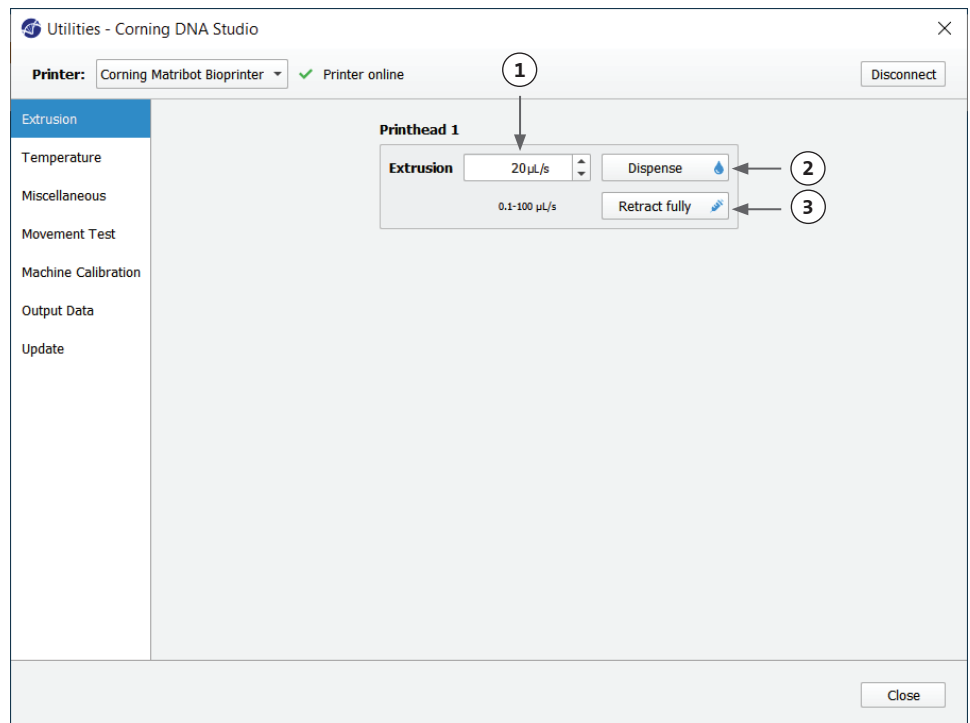 Utilities - Corning DNA Studio
Printer: Corning Matribot Bioprinter Printer online Disconnect
1
Extrusion
Temperature
Miscellaneous
Movement Test
Machine Calibration
Output Data
Update
Printhead 1
Extrusion 20µL/s Dispense 2
0.1-100 µL/s Retract fully 3
Close